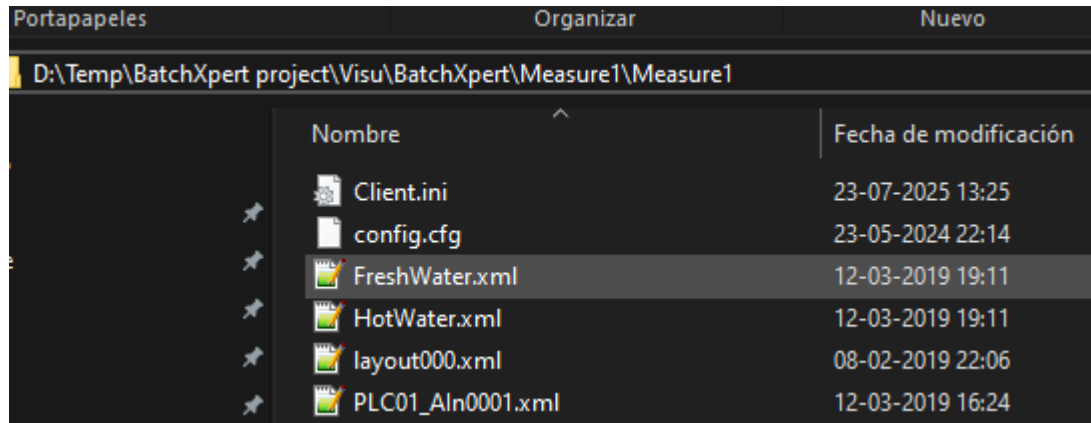 Portapapeles Organizar Nuevo
D:\Temp\BatchXpert project\Visu\BatchXpert\Measure1\Measure1
Nombre Fecha de modificación
Client.ini 23-07-2025 13:25
config.cfg 23-05-2024 22:14
FreshWater.xml 12-03-2019 19:11
HotWater.xml 12-03-2019 19:11
layout000.xml 08-02-2019 22:06
PLC01_AIn0001.xml 12-03-2019 16:24